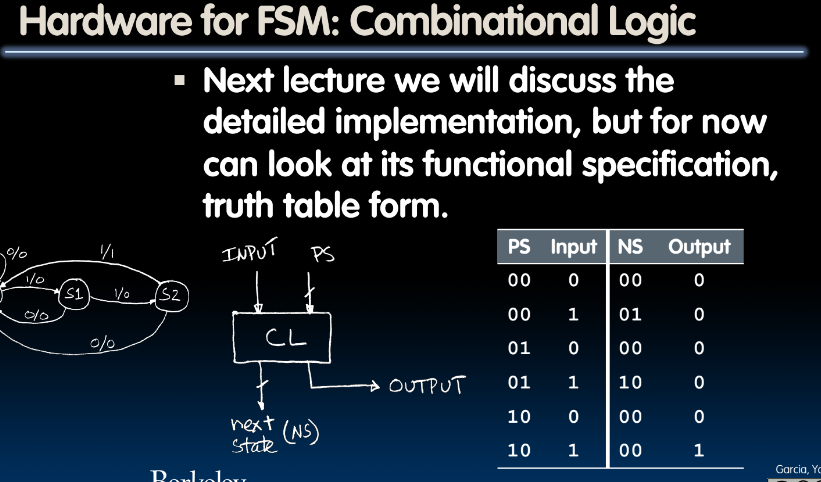 Hardware for FSM: Combinational Logic
▪ Next lecture we will discuss the
detailed implementation, but for now
can look at its functional specification,
truth table form.
0/0
1/1
1/0
S1
1/0
S2
0/0
0/0
INPUT PS
CL
OUTPUT
next
state (NS)
PS Input NS Output
00 0 00 0
00 1 01 0
01 0 00 0
01 1 10 0
10 0 00 0
10 1 00 1
Berkeley
Garcia,